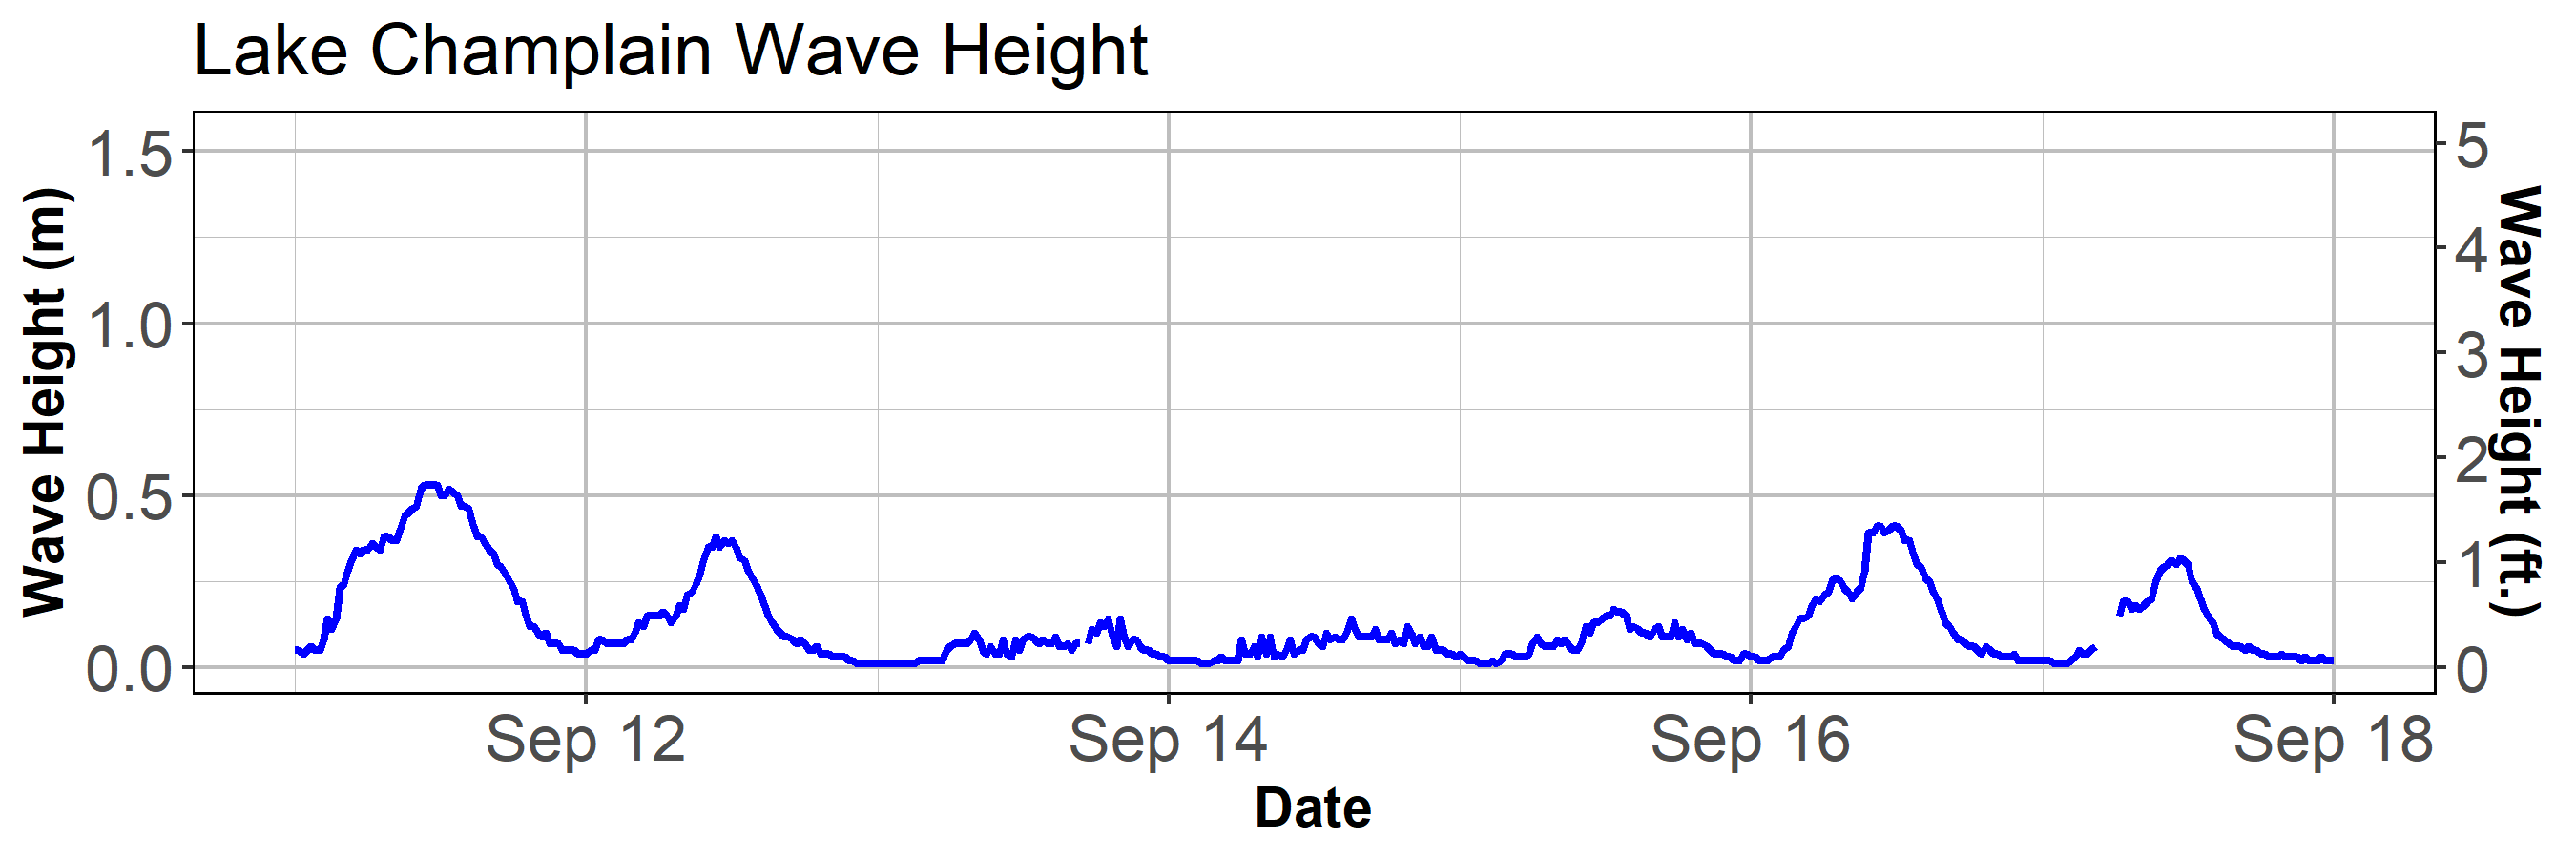 Lake Champlain Wave Height
Wave Height (m)
1.5
1.0
0.5
0.0
5
4
3
2
1
0
Wave Height (ft.)
Sep 12
Sep 14
Sep 16
Sep 18
Date